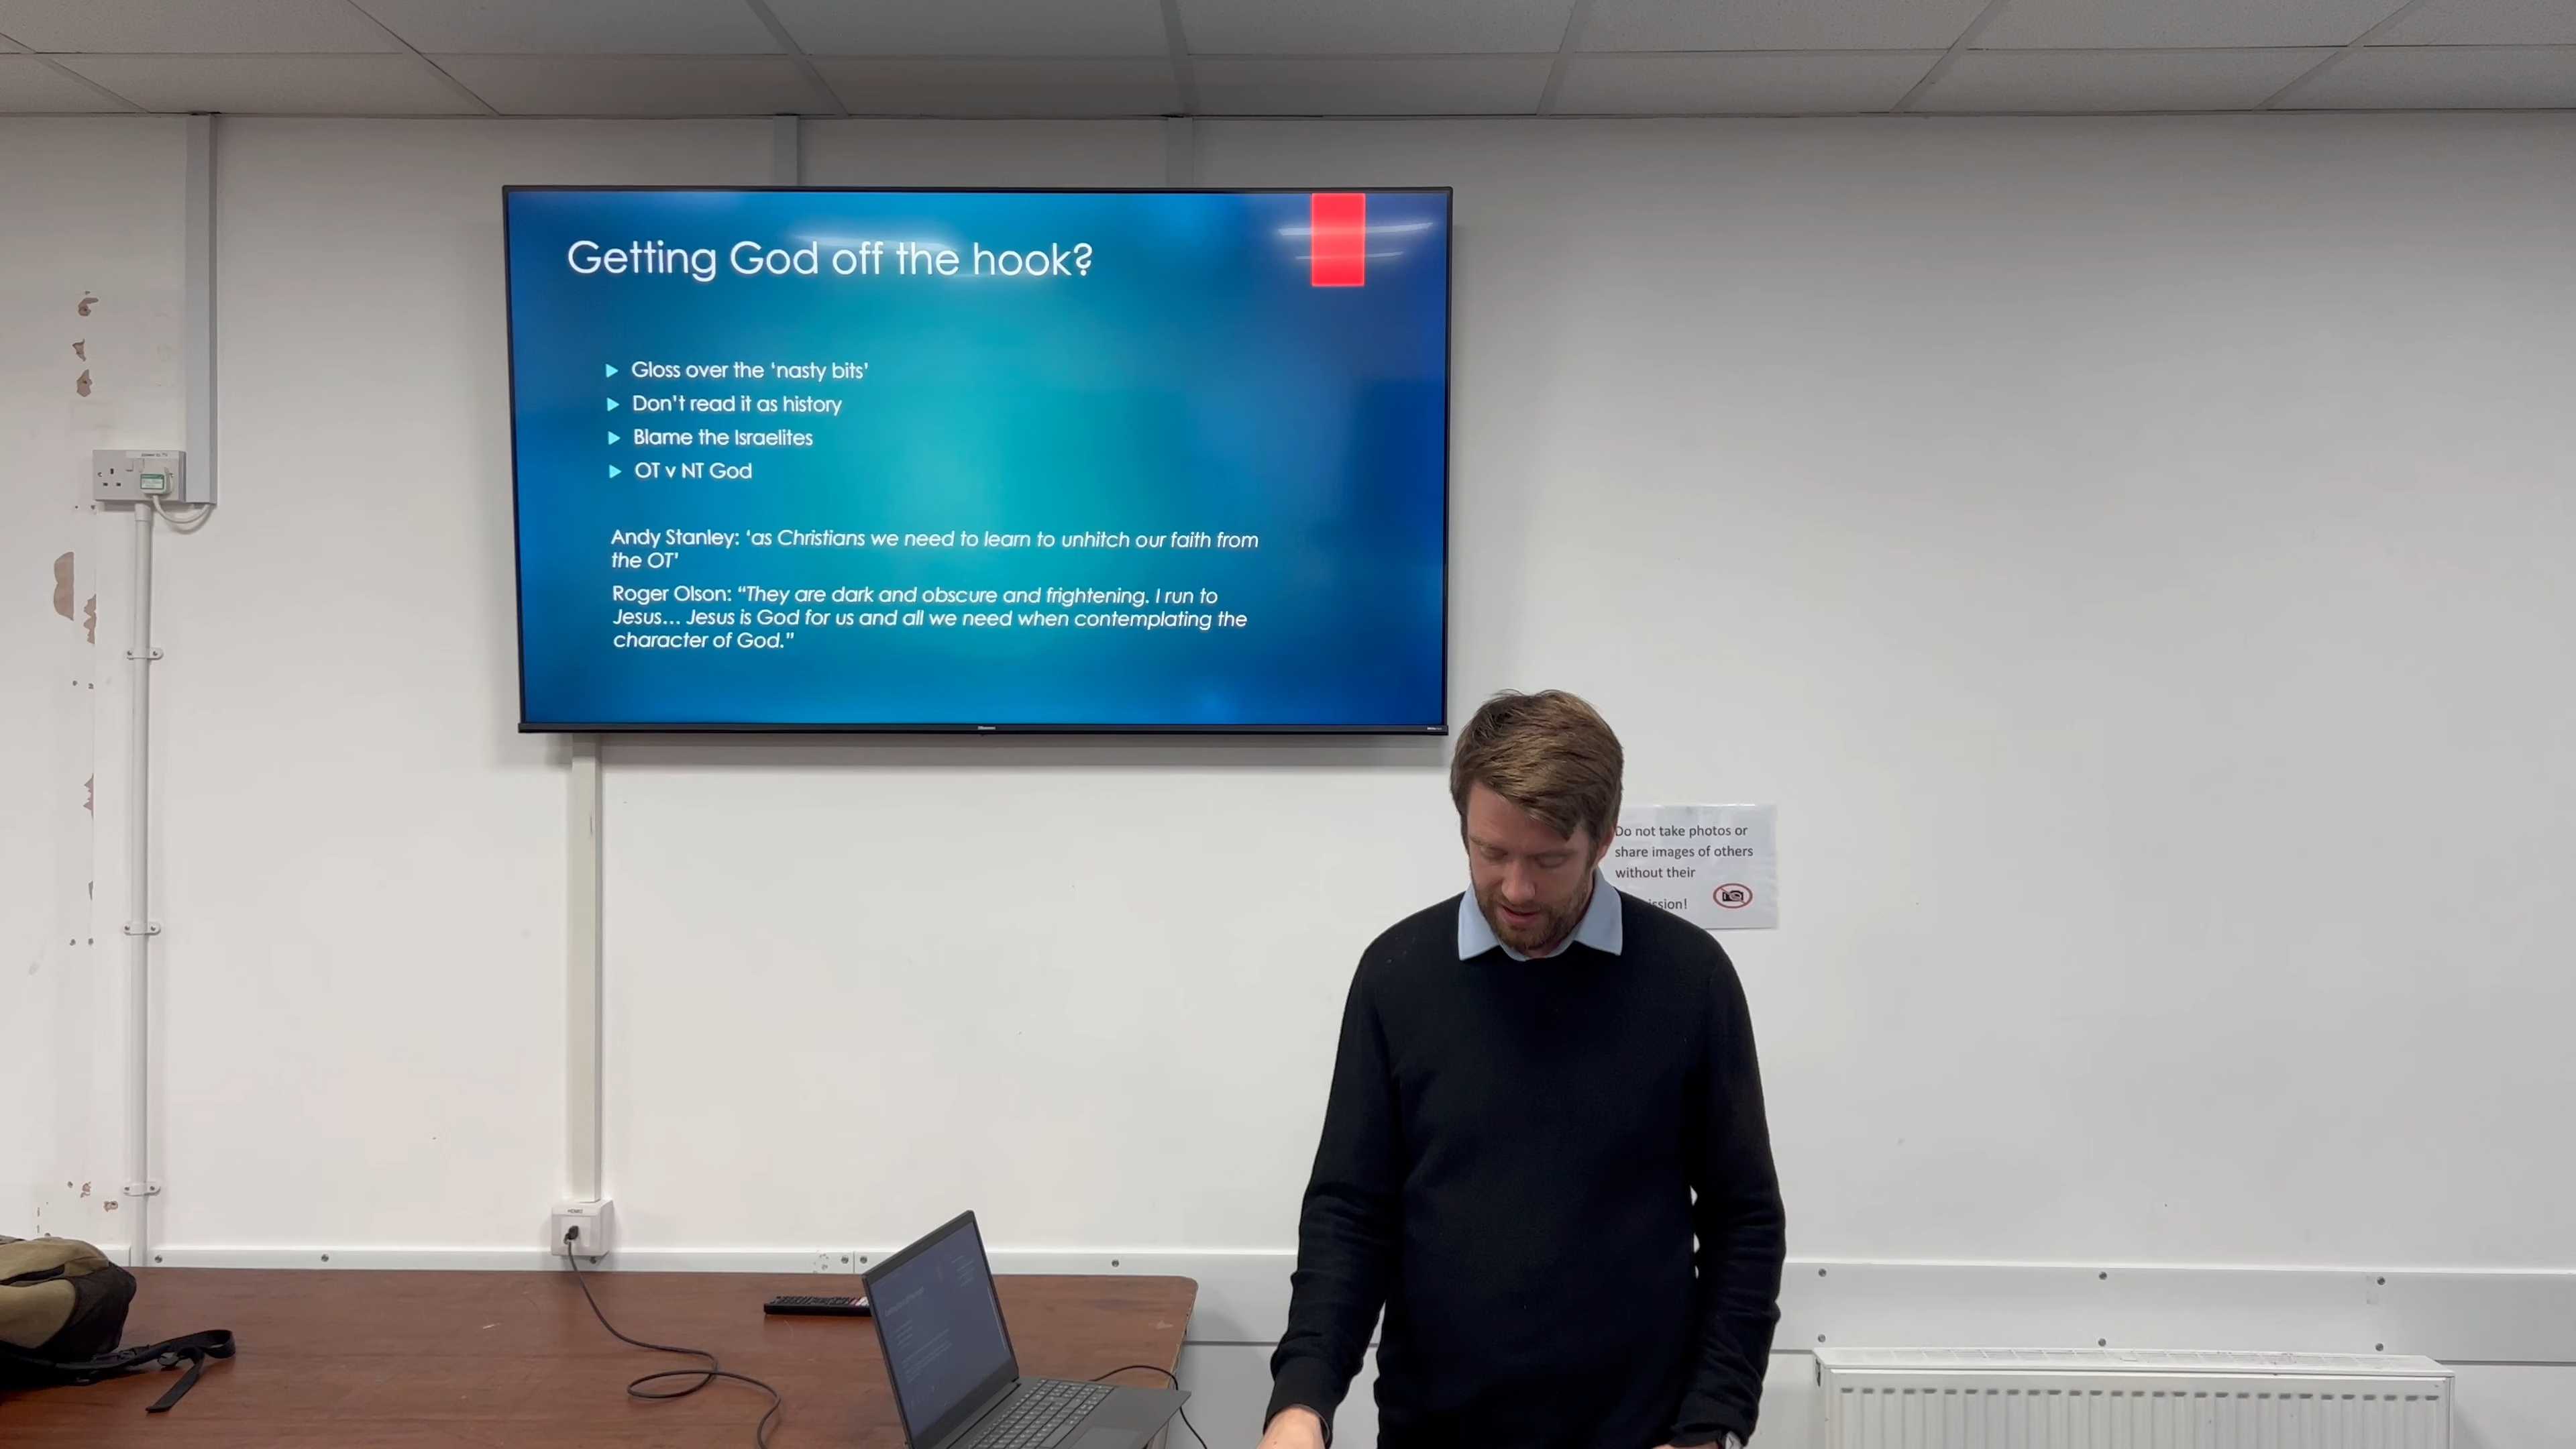 Getting God off the hook?
Gloss over the ‘nasty bits’
Don’t read it as history
Blame the Israelites
OT v NT God
Andy Stanley: ‘as Christians we need to learn to unhitch our faith from
the OT’
Roger Olson: “They are dark and obscure and frightening. I run to
Jesus... Jesus is God for us and all we need when contemplating the
character of God.”
Hisense
Do not take photos or
share images of others
without their
ission!